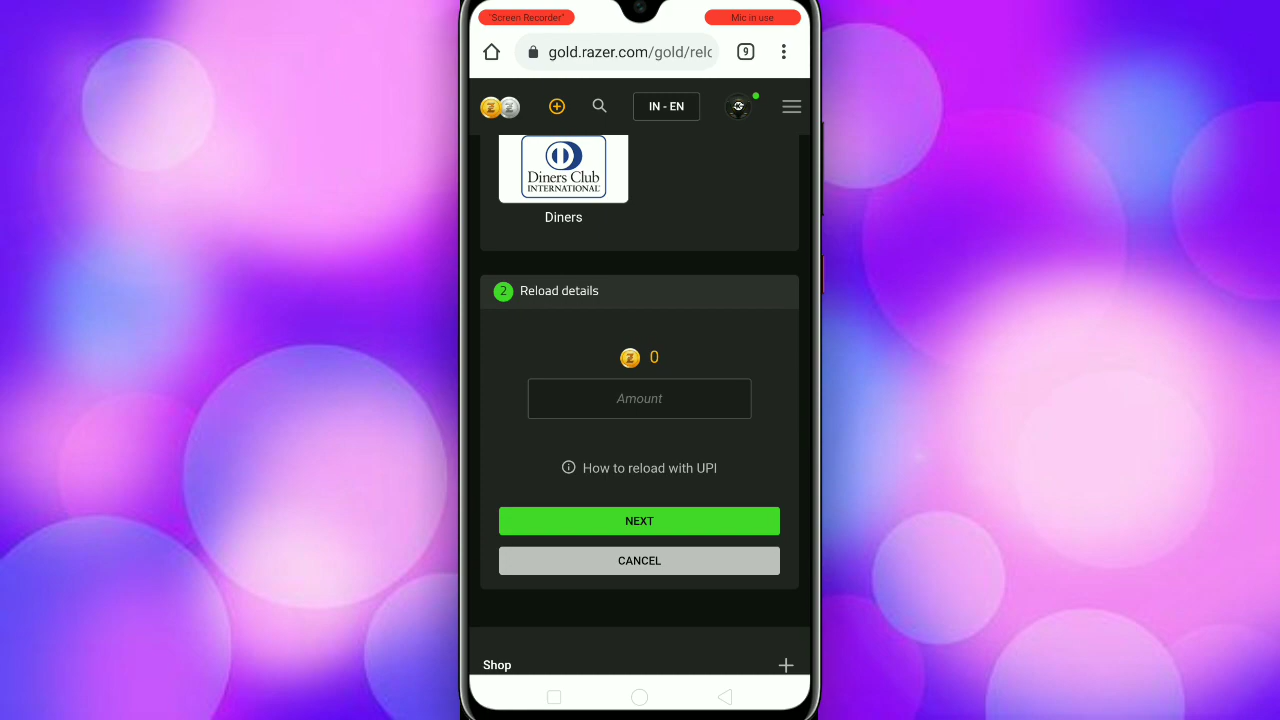 "Screen Recorder"
Mic in use
gold.razer.com/gold/relo
9
IN - EN
Diners Club
INTERNATIONAL
Diners
2 Reload details
0
Amount
How to reload with UPI
NEXT
CANCEL
Shop